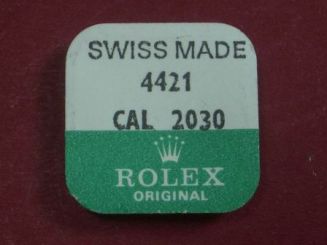 SWISS MADE
4421
CAL 2030
ROLEX
ORIGINAL